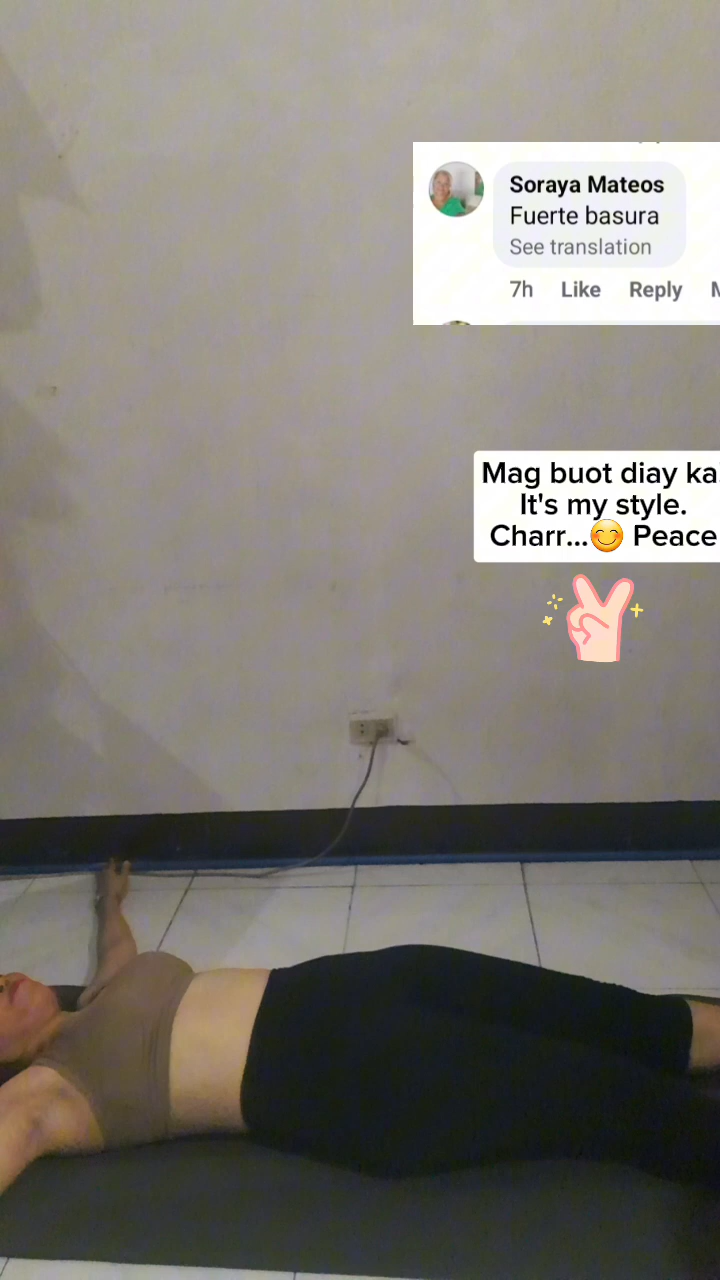 Soraya Mateos
Fuerte basura
See translation
7h Like Reply
Mag buot diay ka!
It's my style.
Charr...😊 Peace